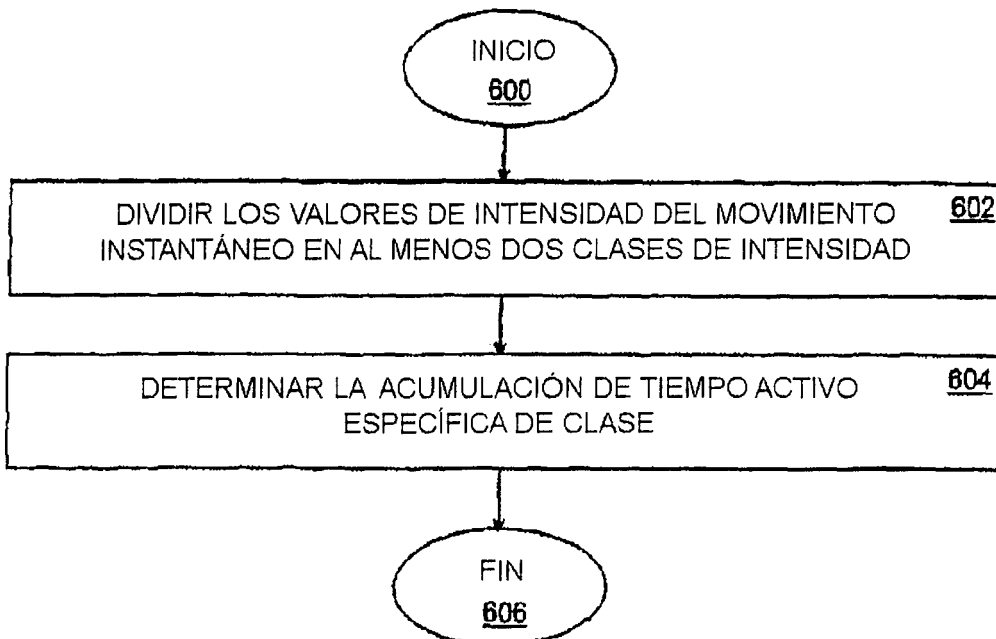 INICIO
600
DIVIDIR LOS VALORES DE INTENSIDAD DEL MOVIMIENTO 602
INSTANTÁNEO EN AL MENOS DOS CLASES DE INTENSIDAD
DETERMINAR LA ACUMULACIÓN DE TIEMPO ACTIVO 604
ESPECÍFICA DE CLASE
FIN
606